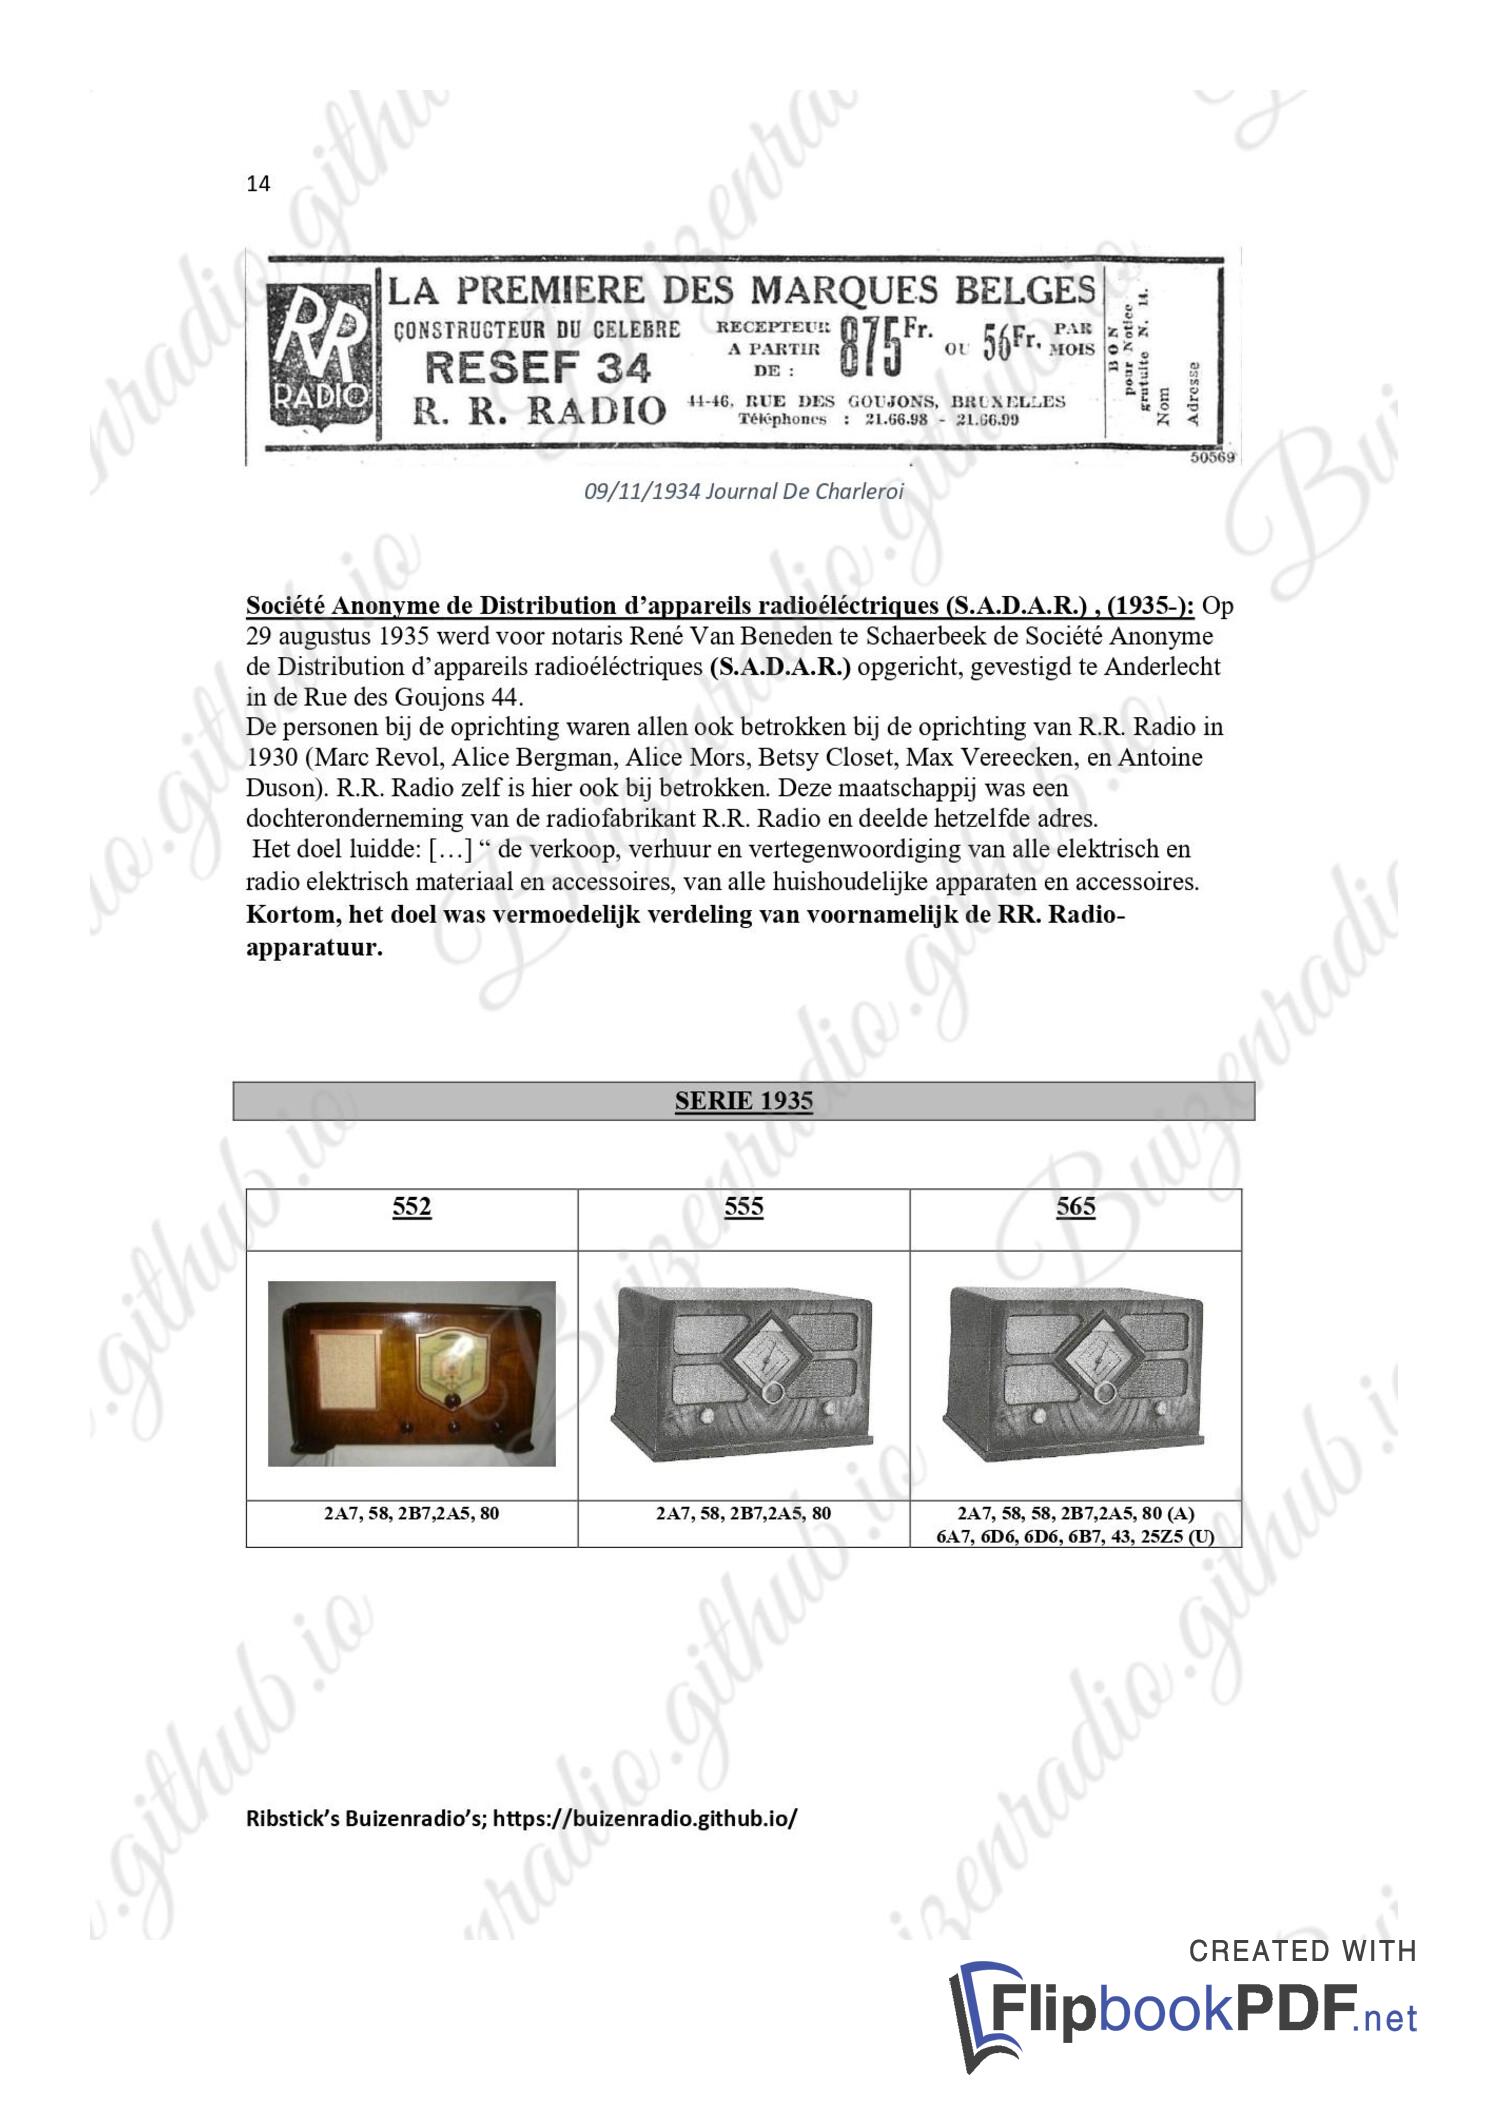 14
RR
RADIO
LA PREMIERE DES MARQUES BELGES
CONSTRUCTEUR DU CELEBRE
RESEF 34
R. R. RADIO
RECEPTEUR
A PARTIR
DE :
875 Fr.
OU
56 Fr.
PAR
MOIS
44-46, RUE DES GOUJONS, BRUXELLES
Téléphones : 21.66.98 - 21.66.99
BON
pour Notice
gratuite N. 14.
Nom
Adresse
50569
09/11/1934 Journal De Charleroi
Société Anonyme de Distribution d’appareils radioéléctriques (S.A.D.A.R.) , (1935-): Op
29 augustus 1935 werd voor notaris René Van Beneden te Schaerbeek de Société Anonyme
de Distribution d’appareils radioéléctriques (S.A.D.A.R.) opgericht, gevestigd te Anderlecht
in de Rue des Goujons 44.
De personen bij de oprichting waren allen ook betrokken bij de oprichting van R.R. Radio in
1930 (Marc Revol, Alice Bergman, Alice Mors, Betsy Closet, Max Vereecken, en Antoine
Duson). R.R. Radio zelf is hier ook bij betrokken. Deze maatschappij was een
dochteronderneming van de radiofabrikant R.R. Radio en deelde hetzelfde adres.
Het doel luidde: […] “ de verkoop, verhuur en vertegenwoordiging van alle elektrisch en
radio elektrisch materiaal en accessoires, van alle huishoudelijke apparaten en accessoires.
Kortom, het doel was vermoedelijk verdeling van voornamelijk de RR. Radio-
apparatuur.
SERIE 1935
552 555 565
2A7, 58, 2B7,2A5, 80
2A7, 58, 2B7,2A5, 80
2A7, 58, 58, 2B7,2A5, 80 (A)
6A7, 6D6, 6D6, 6B7, 43, 25Z5 (U)
Ribstick’s Buizenradio’s; https://buizenradio.github.io/
Buizenradio.github.io
CREATED WITH
FlipbookPDF.net